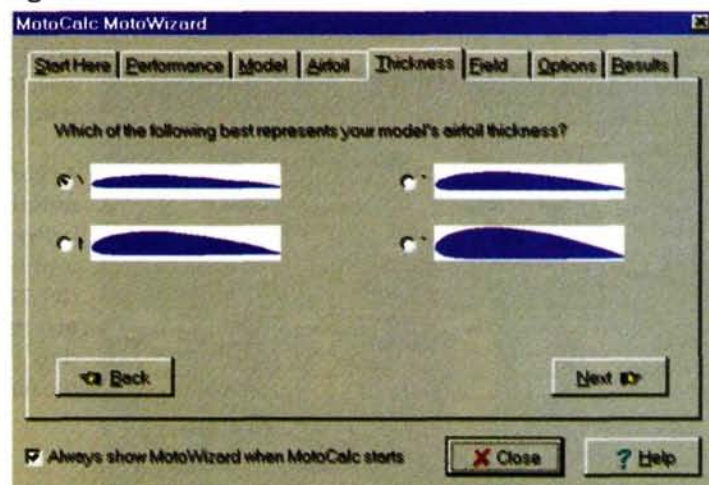 MotoCalc MotoWizard
Start Here Performance Model Airfoil Thickness Field Options Results
Which of the following best represents your model's airfoil thickness?
Back Next
Always show MotoWizard when MotoCalc starts Close ? Help